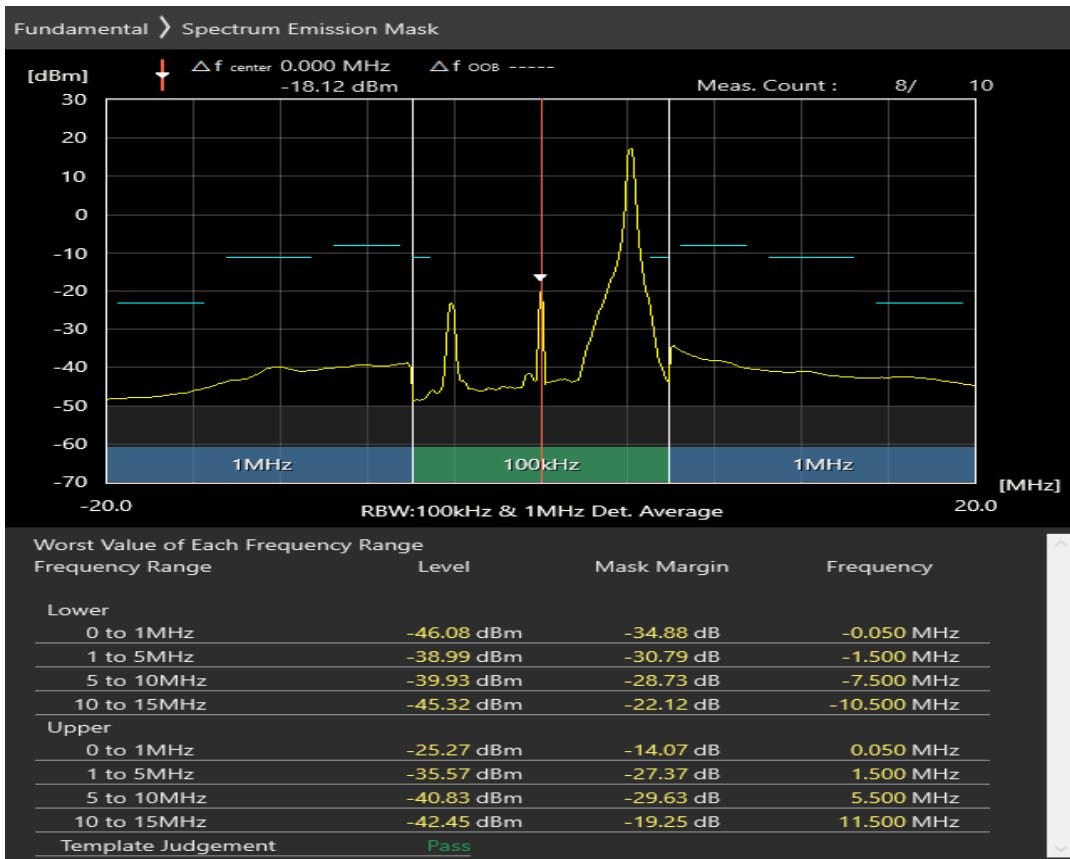 Fundamental ❯ Spectrum Emission Mask
[dBm] △f center 0.000 MHz △f OOB -----
-18.12 dBm Meas. Count : 8/ 10
30
20
10
0
-10
-20
-30
-40
-50
-60
1MHz 100kHz 1MHz
-70
[MHz]
-20.0 RBW:100kHz & 1MHz Det. Average 20.0
Worst Value of Each Frequency Range
Frequency Range Level Mask Margin Frequency
Lower
0 to 1MHz -46.08 dBm -34.88 dB -0.050 MHz
1 to 5MHz -38.99 dBm -30.79 dB -1.500 MHz
5 to 10MHz -39.93 dBm -28.73 dB -7.500 MHz
10 to 15MHz -45.32 dBm -22.12 dB -10.500 MHz
Upper
0 to 1MHz -25.27 dBm -14.07 dB 0.050 MHz
1 to 5MHz -35.57 dBm -27.37 dB 1.500 MHz
5 to 10MHz -40.83 dBm -29.63 dB 5.500 MHz
10 to 15MHz -42.45 dBm -19.25 dB 11.500 MHz
Template Judgement Pass